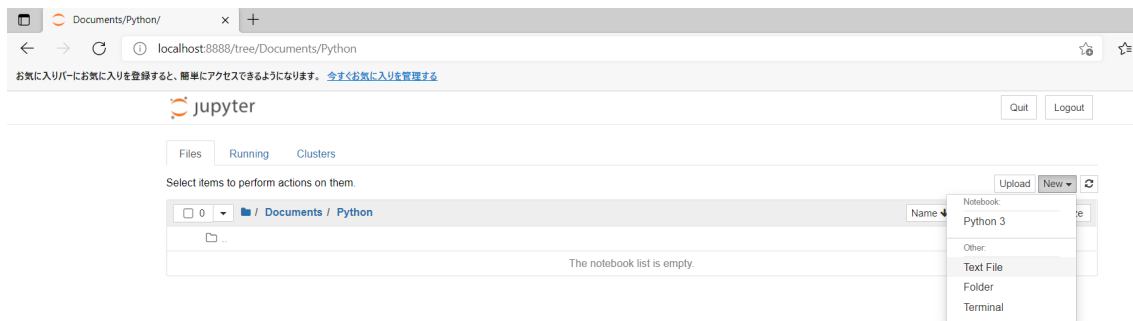 Documents/Python/
localhost:8888/tree/Documents/Python
お気に入りバーにお気に入りを登録すると、簡単にアクセスできるようになります。 今すぐお気に入りを管理する
jupyter
Quit Logout
Files Running Clusters
Select items to perform actions on them.
Upload New
0 / Documents / Python
Name
Notebook:
Python 3
..
Other:
The notebook list is empty.
Text File
Folder
Terminal